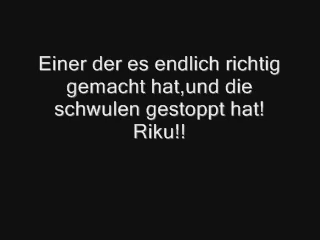 Einer der es endlich richtig
gemacht hat,und die
schwulen gestoppt hat!
Riku!!